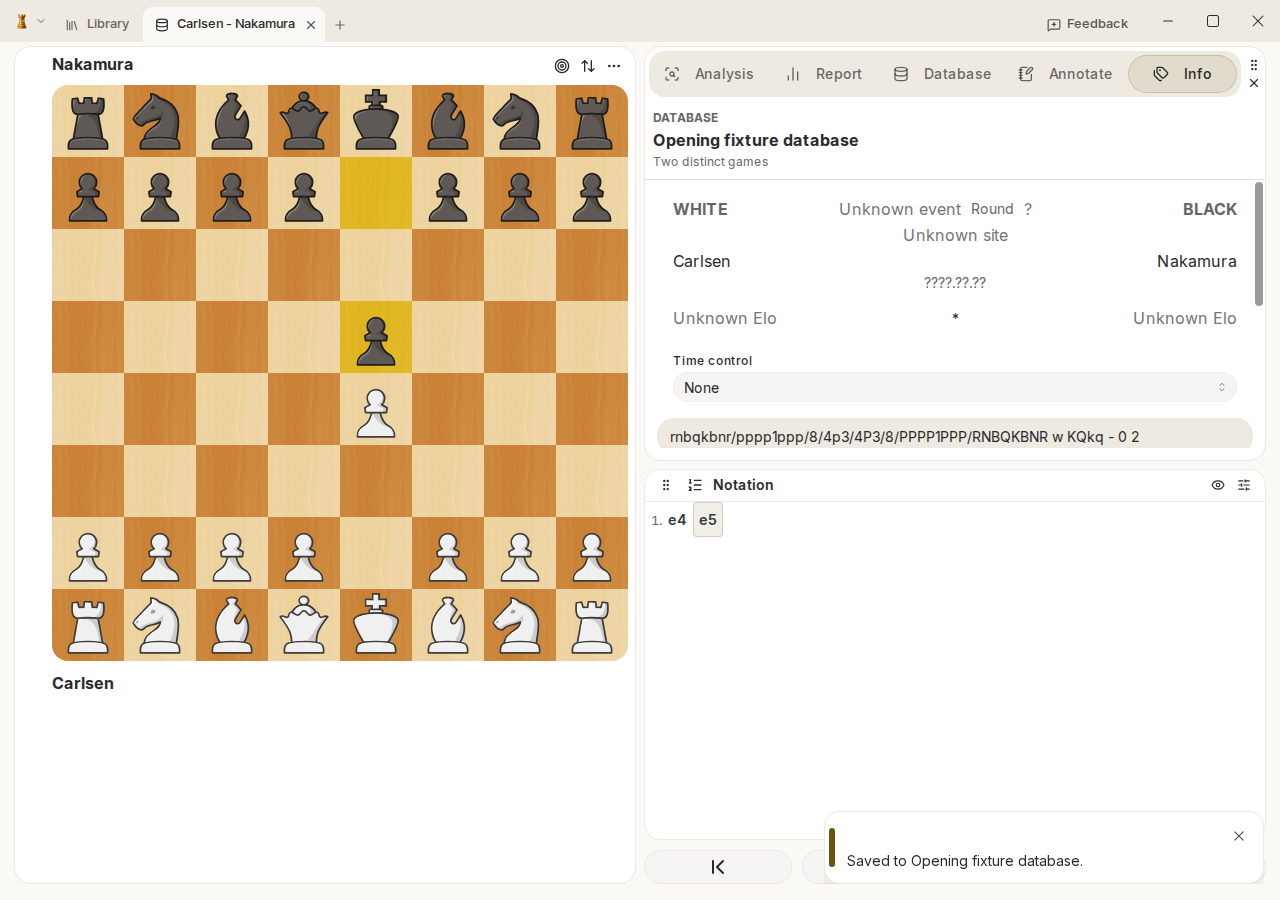 Library
Carlsen - Nakamura
Feedback
Nakamura
Carlsen
Analysis
Report
Database
Annotate
Info
DATABASE
Opening fixture database
Two distinct games
WHITE
Unknown event Round ?
BLACK
Unknown site
Carlsen
Nakamura
????.??.??
Unknown Elo
*
Unknown Elo
Time control
None
rnbqkbnr/pppp1ppp/8/4p3/4P3/8/PPPP1PPP/RNBQKBNR w KQkq - 0 2
Notation
1. e4 e5
Saved to Opening fixture database.